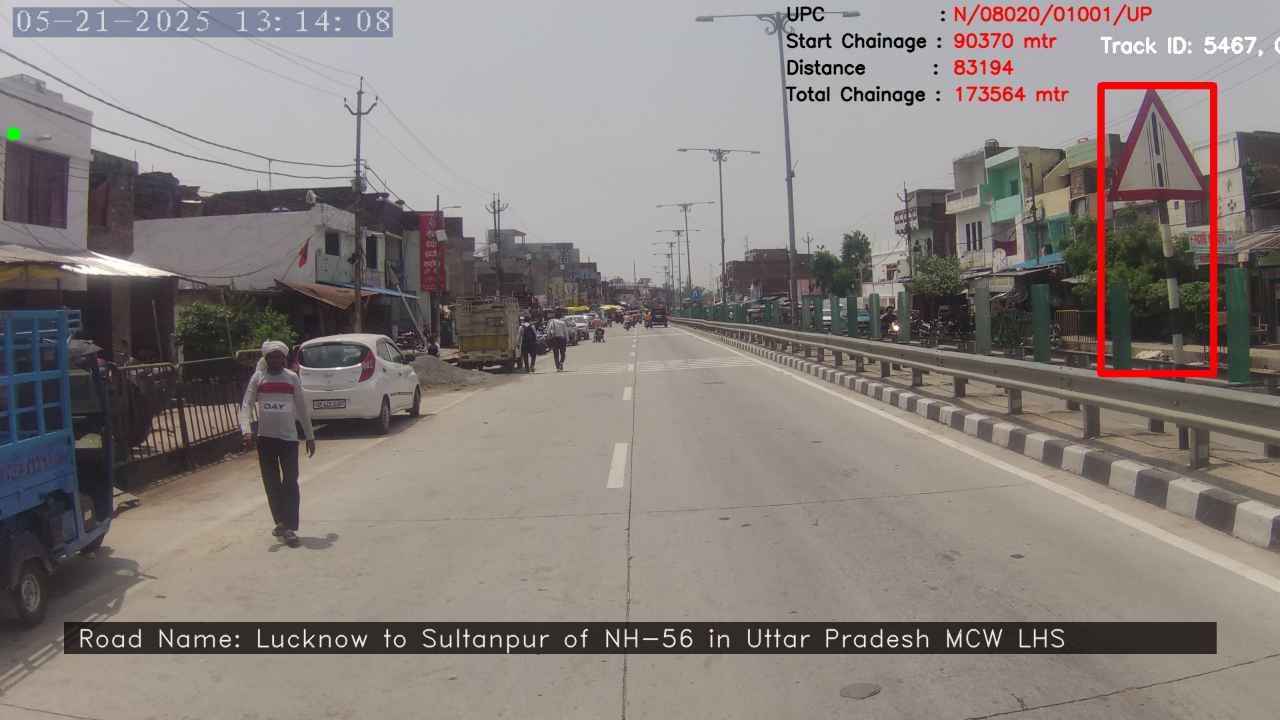 05-21-2025 13:14:08
UPC : N/08020/01001/UP
Start Chainage : 90370 mtr
Distance : 83194
Total Chainage : 173564 mtr
Track ID: 5467,
DAY
Road Name: Lucknow to Sultanpur of NH-56 in Uttar Pradesh MCW LHS